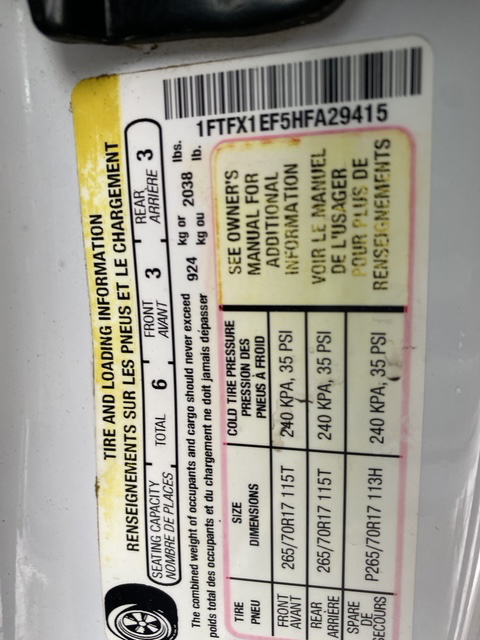 1FTFX1EF5HFA29415
TIRE AND LOADING INFORMATION
RENSEIGNEMENTS SUR LES PNEUS ET LE CHARGEMENT
SEATING CAPACITY TOTAL 6 FRONT 3 REAR 3
NOMBRE DE PLACES AVANT ARRIÈRE
The combined weight of occupants and cargo should never exceed 924 kg or 2038 lbs.
poids total des occupants et du chargement ne doit jamais dépasser kg ou lb.
TIRE SIZE COLD TIRE PRESSURE
PNEU DIMENSIONS PRESSION DES
PNEUS À FROID
FRONT 265/70R17 115T 240 KPA, 35 PSI
AVANT
REAR 265/70R17 115T 240 KPA, 35 PSI
ARRIÈRE
SPARE P265/70R17 113H 240 KPA, 35 PSI
DE
SECOURS
SEE OWNER'S
MANUAL FOR
ADDITIONAL
INFORMATION
VOIR LE MANUEL
DE L'USAGER
POUR PLUS DE
RENSEIGNEMENTS